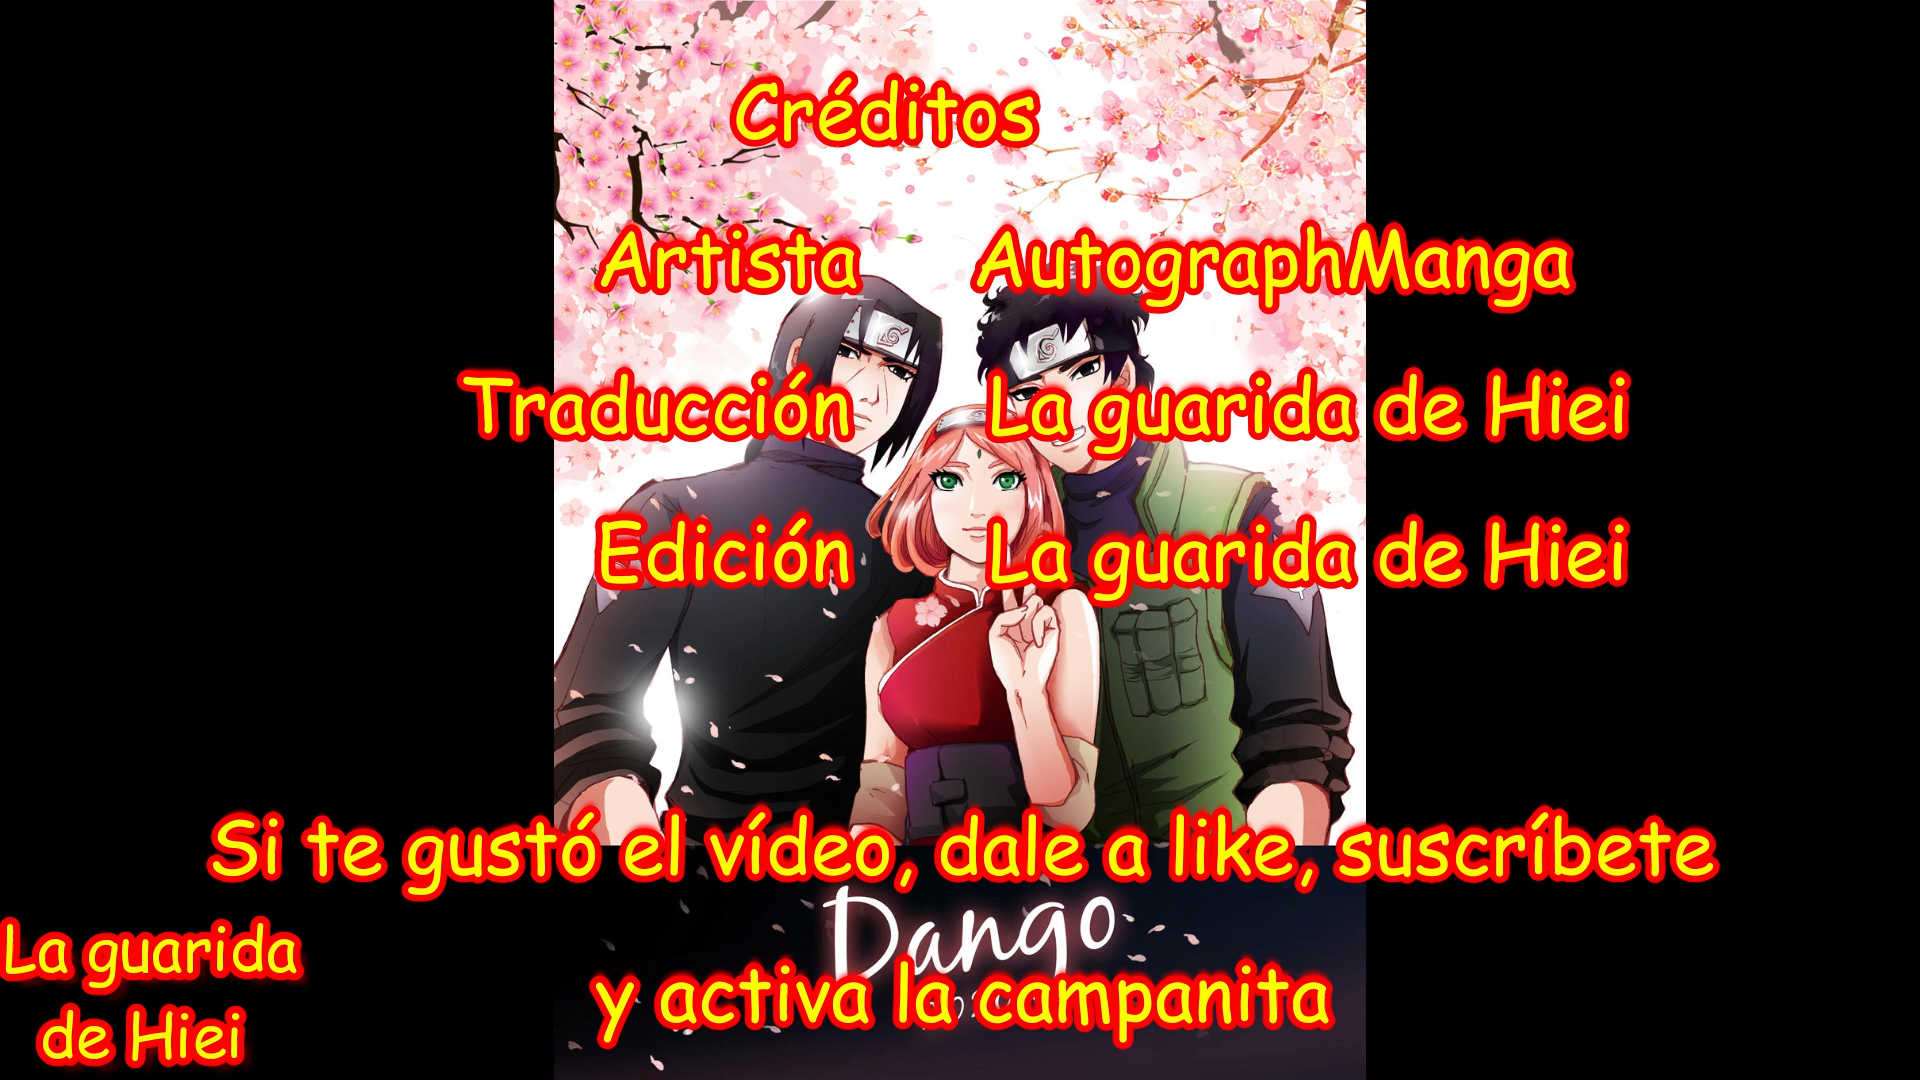 Créditos
Artista AutographManga
Traducción La guarida de Hiei
Edición La guarida de Hiei
Si te gustó el vídeo, dale a like, suscríbete
Dango
y activa la campanita
La guarida
de Hiei